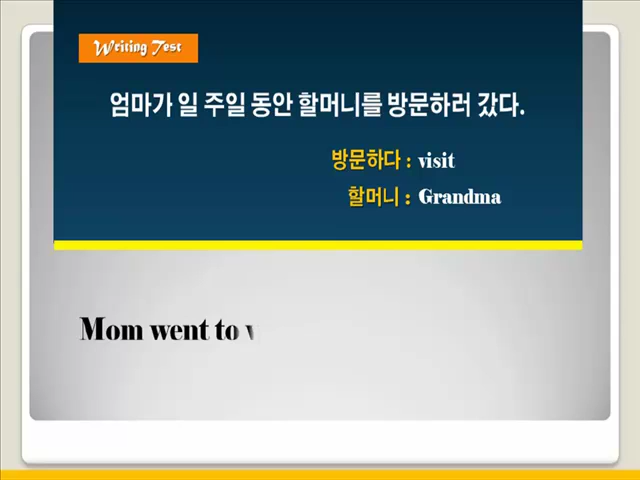 Writing Test
엄마가 일 주일 동안 할머니를 방문하러 갔다.
방문하다 : visit
할머니 : Grandma
Mom went to v